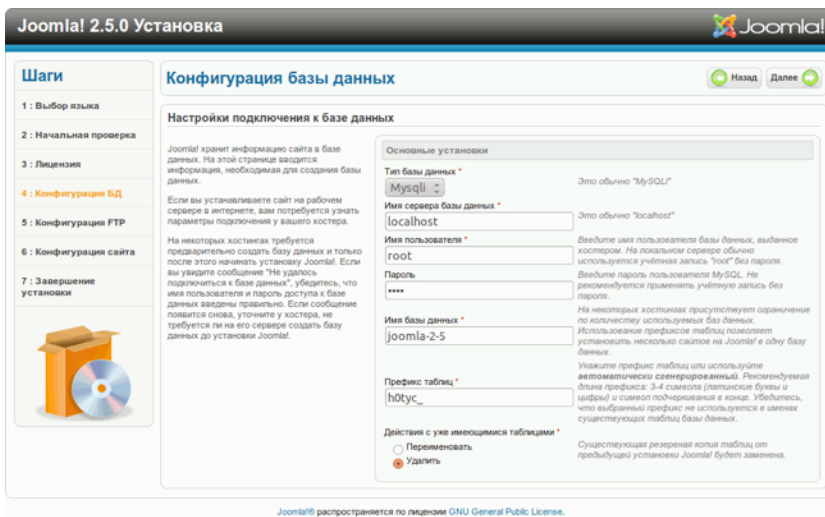 Joomla! 2.5.0 Установка
Joomla!
Шаги
1 : Выбор языка
2 : Начальная проверка
3 : Лицензия
4 : Конфигурация БД
5 : Конфигурация FTP
6 : Конфигурация сайта
7 : Завершение
установки
Конфигурация базы данных
Назад
Далее
Настройки подключения к базе данных
Joomla! хранит информацию сайта в базе
данных. На этой странице вводится
информация, необходимая для создания базы
данных.
Если вы устанавливаете сайт на рабочем
сервере в интернете, вам потребуется узнать
параметры подключения у вашего хостера.
На некоторых хостингах требуется
предварительно создать базу данных и только
после этого начинать установку Joomla!. Если
вы увидите сообщение "Не удалось
подключиться к базе данных", убедитесь, что
имя пользователя и пароль доступа к базе
данных введены правильно. Если сообщение
появится снова, уточните у хостера, не
требуется ли на его сервере создать базу
данных до установки Joomla!.
Основные установки
Тип базы данных *
Mysqli
Это обычно "MySQLi"
Имя сервера базы данных *
localhost
Это обычно "localhost"
Имя пользователя *
root
Введите имя пользователя базы данных, выданное
хостером. На локальном сервере обычно
используется учётная запись "root" без пароля.
Пароль
••••
Введите пароль пользователя MySQL. Не
рекомендуется применять учётную запись без
пароля.
Имя базы данных *
joomla-2-5
На некоторых хостингах присутствует ограничение
по количеству используемых баз данных.
Использование префиксов таблиц позволяет
установить несколько сайтов на Joomla! в одну базу
данных.
Префикс таблиц *
h0tyc_
Укажите префикс таблиц или используйте
автоматически сгенерированный. Рекомендуемая
длина префикса: 3-4 символа (латинские буквы и
цифры) и символ подчеркивания в конце. Убедитесь,
что выбранный префикс не используется в именах
существующих таблиц базы данных.
Действия с уже имеющимися таблицами *
Переименовать
Удалить
Существующая резервная копия таблиц от
предыдущей установки Joomla! будет заменена.
Joomla!® распространяется по лицензии GNU General Public License.